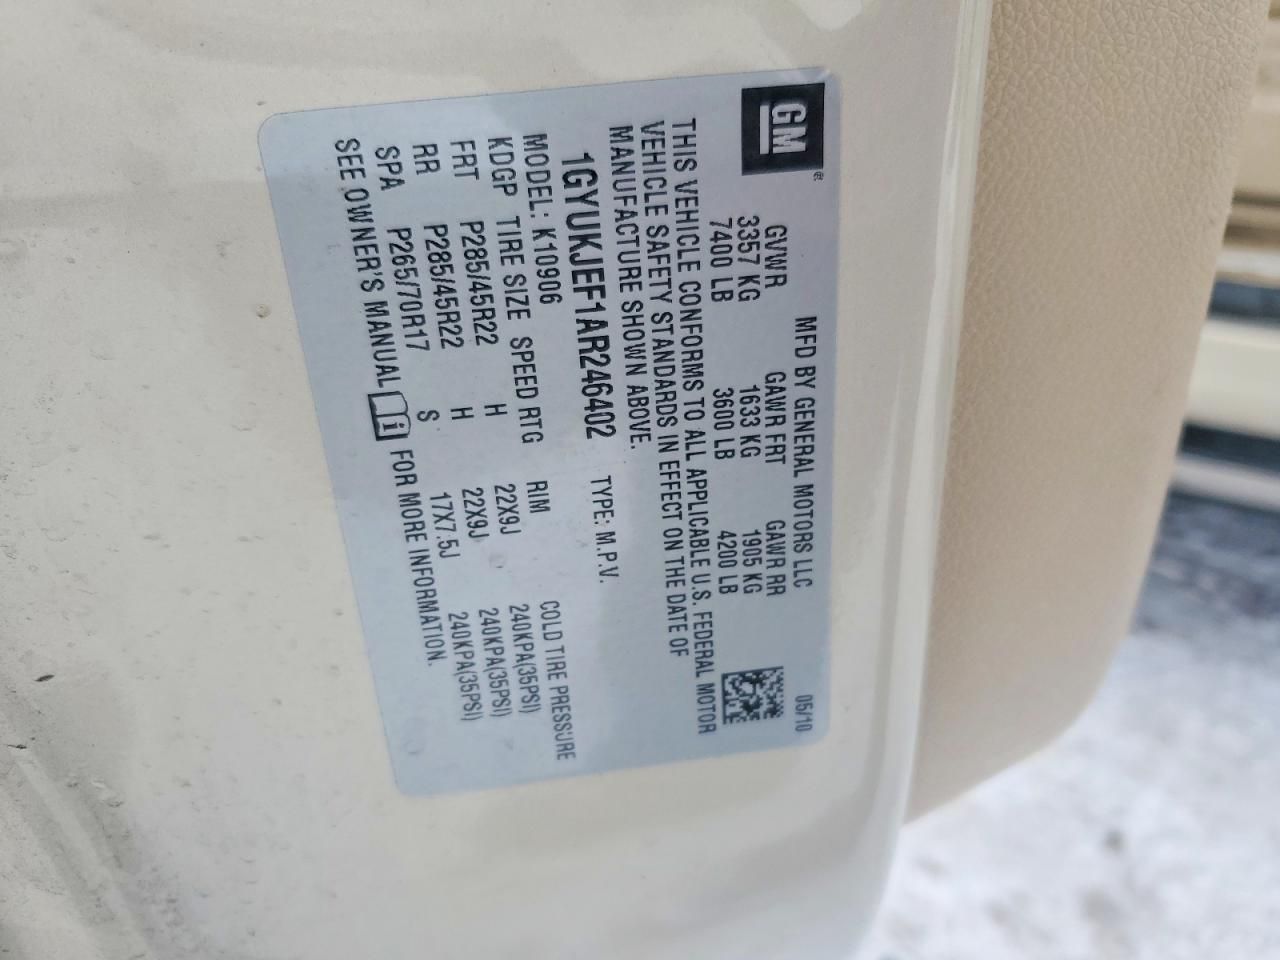 GM®
MFD BY GENERAL MOTORS LLC 05/10
GVWR GAWR FRT GAWR RR
3357 KG 1633 KG 1905 KG
7400 LB 3600 LB 4200 LB
THIS VEHICLE CONFORMS TO ALL APPLICABLE U.S. FEDERAL MOTOR
VEHICLE SAFETY STANDARDS IN EFFECT ON THE DATE OF
MANUFACTURE SHOWN ABOVE.
1GYUKJEF1AR246402 TYPE: M.P.V.
MODEL: K10906
KDGP TIRE SIZE SPEED RTG RIM COLD TIRE PRESSURE
FRT P285/45R22 H 22X9J 240KPA(35PSI)
RR P285/45R22 H 22X9J 240KPA(35PSI)
SPA P265/70R17 S 17X7.5J 240KPA(35PSI)
SEE OWNER'S MANUAL i FOR MORE INFORMATION.